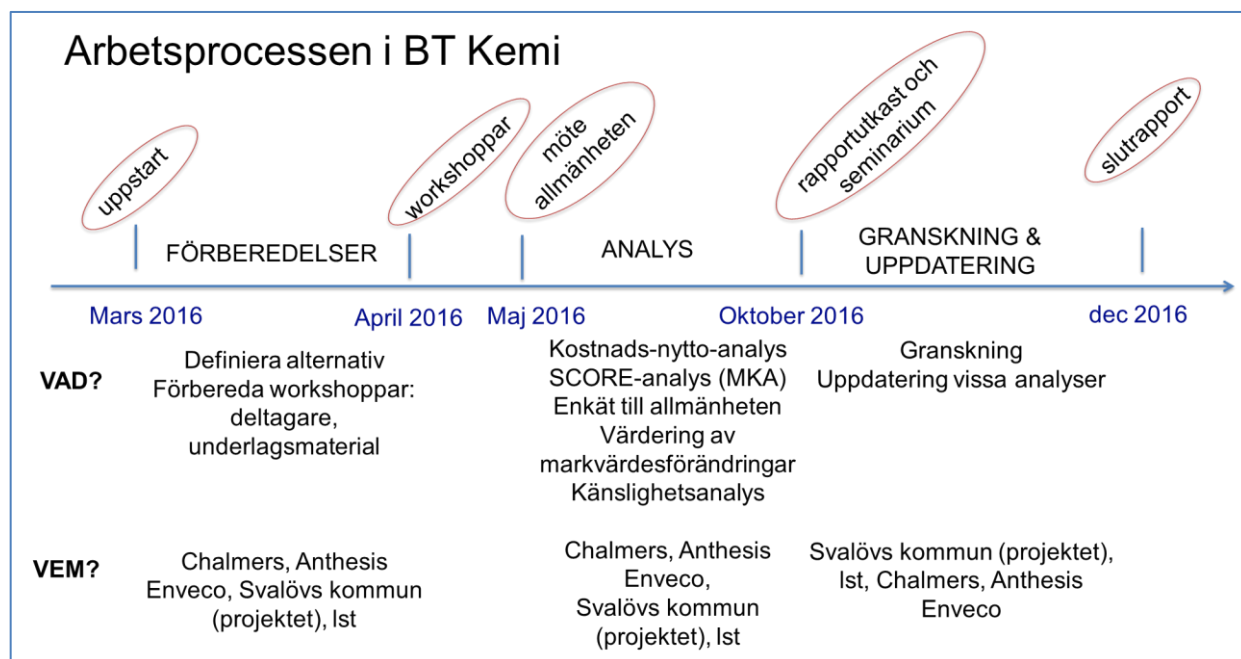 Arbetsprocessen i BT Kemi
uppstart
workshoppar
möte
allmänheten
rapportutkast och
seminarium
slutrapport
FÖRBEREDELSER
ANALYS
GRANSKNING &
UPPDATERING
Mars 2016
April 2016
Maj 2016
Oktober 2016
dec 2016
VAD?
Definiera alternativ
Förbereda workshoppar:
deltagare,
underlagsmaterial
Kostnads-nytto-analys
SCORE-analys (MKA)
Enkät till allmänheten
Värdering av
markvärdesförändringar
Känslighetsanalys
Granskning
Uppdatering vissa analyser
VEM?
Chalmers, Anthesis
Enveco, Svalövs kommun
(projektet), lst
Chalmers, Anthesis
Enveco,
Svalövs kommun
(projektet), lst
Svalövs kommun (projektet),
lst, Chalmers, Anthesis
Enveco